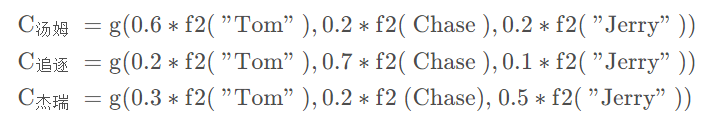 C汤姆 = g(0.6 * f2( ”Tom” ), 0.2 * f2( Chase ), 0.2 * f2( ”Jerry” ))
C追逐 = g(0.2 * f2( ”Tom” ), 0.7 * f2( Chase ), 0.1 * f2( ”Jerry” ))
C杰瑞 = g(0.3 * f2( ”Tom” ), 0.2 * f2 (Chase), 0.5 * f2( ”Jerry” ))